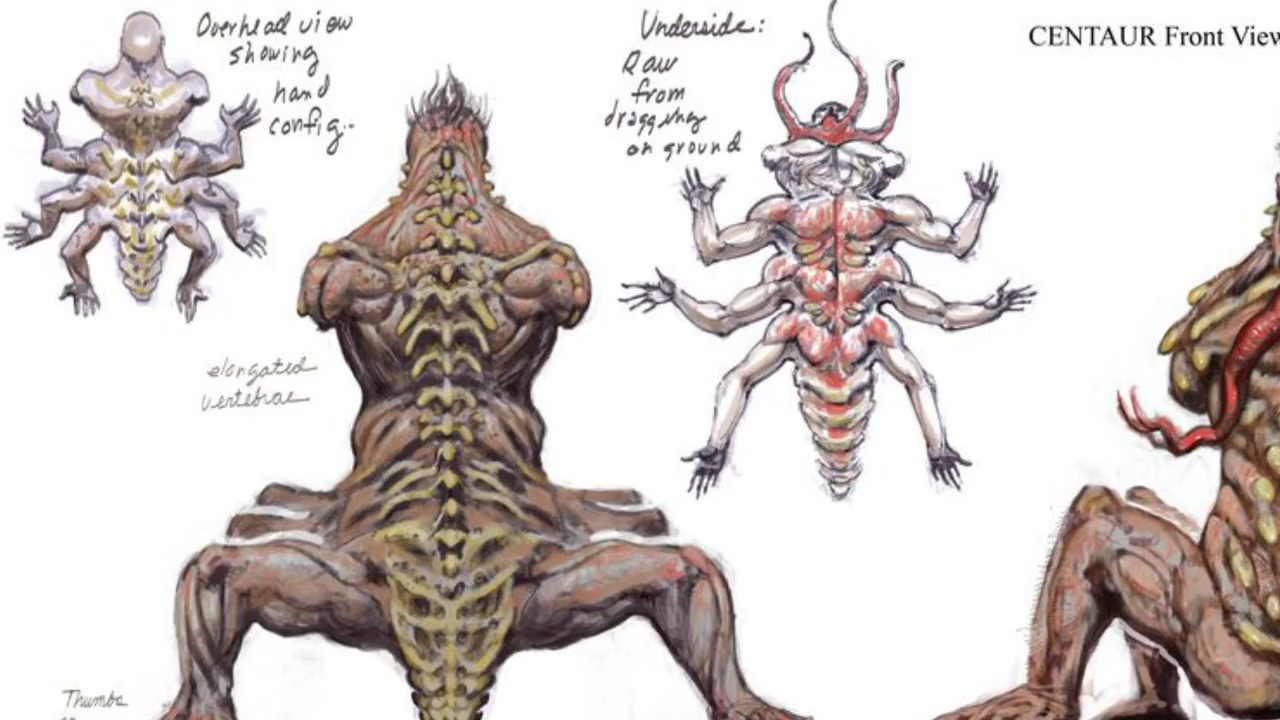 Overhead view
showing
hand
config..
Underside:
Raw
from
dragging
on ground
CENTAUR Front View
elongated
vertebrae
Thumbs